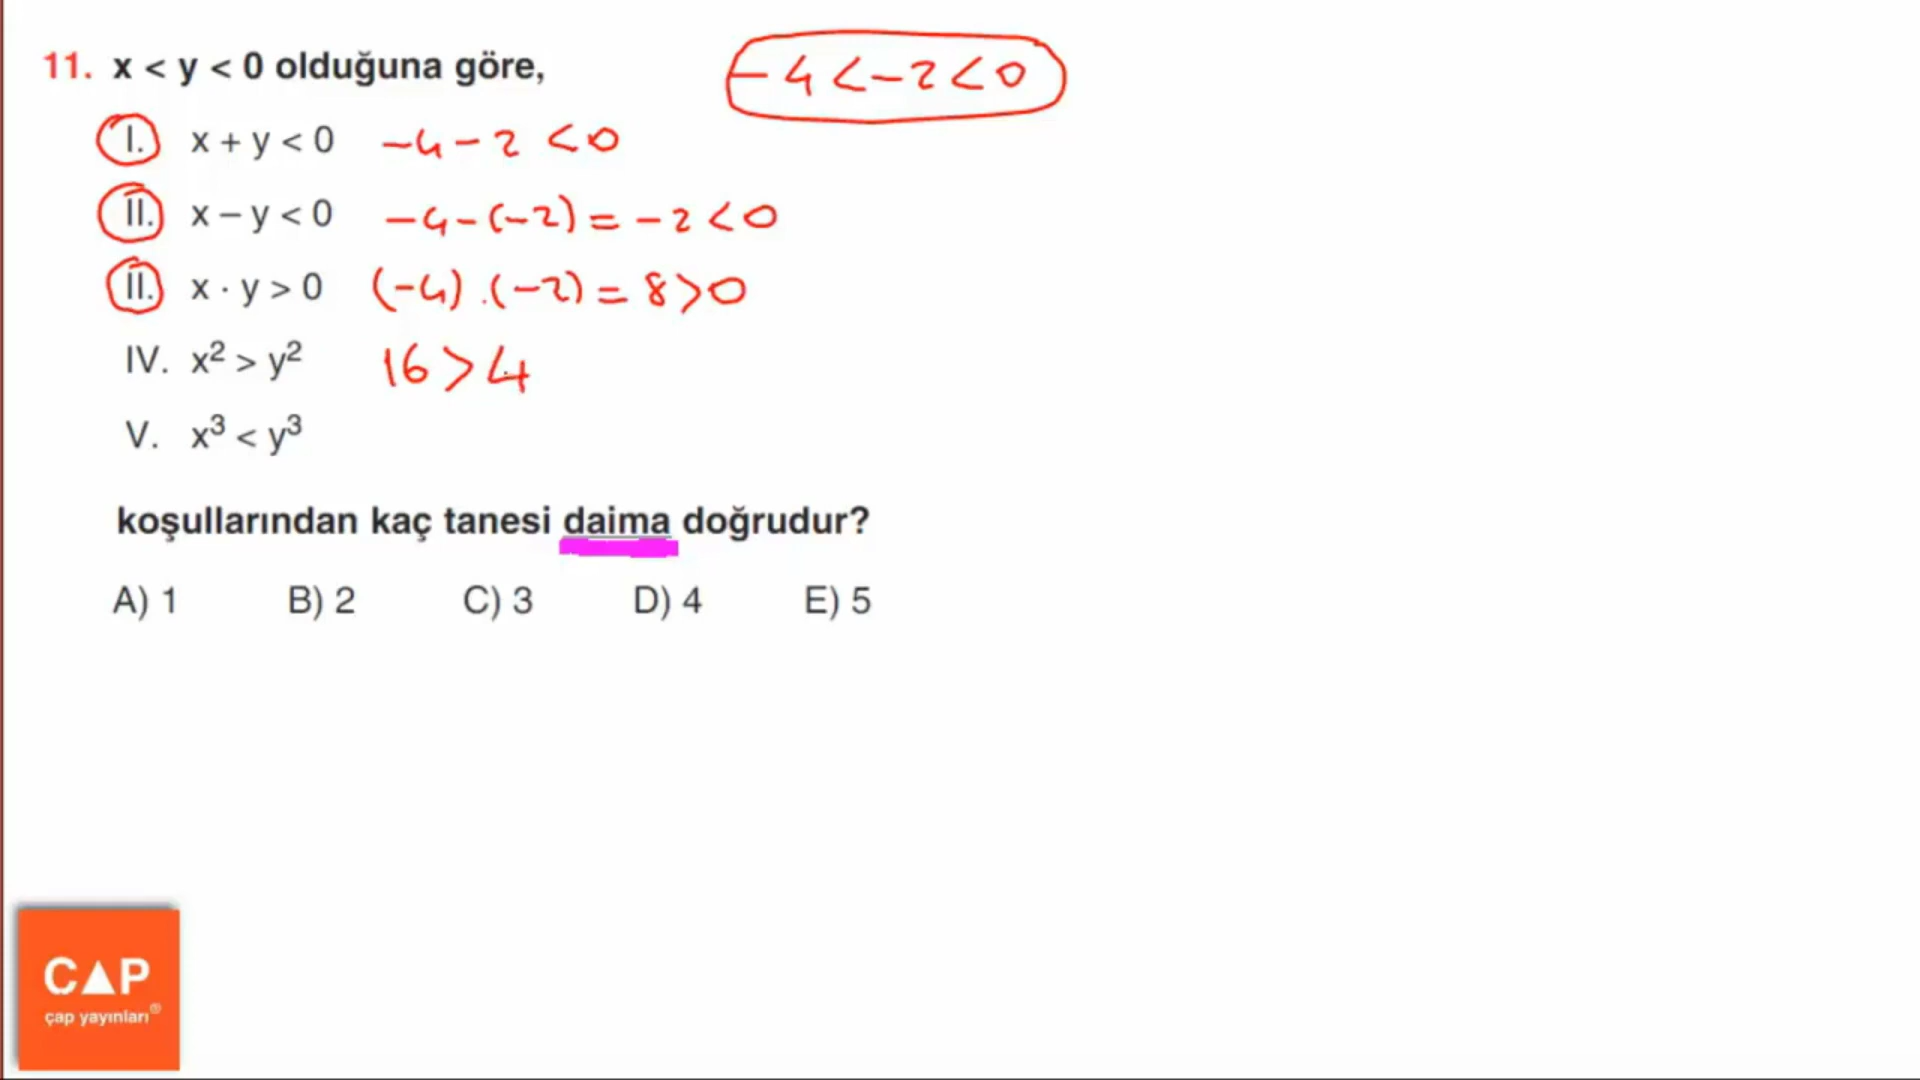 11. x < y < 0 olduğuna göre, -4<-2<0
I. x + y < 0 -4-2 <0
II. x – y < 0 -4-(-2)=-2<0
II. x · y > 0 (-4).(-2)=8>0
IV. x² > y² 16>4
V. x³ < y³
koşullarından kaç tanesi daima doğrudur?
A) 1 B) 2 C) 3 D) 4 E) 5
CAP
çap yayınları®